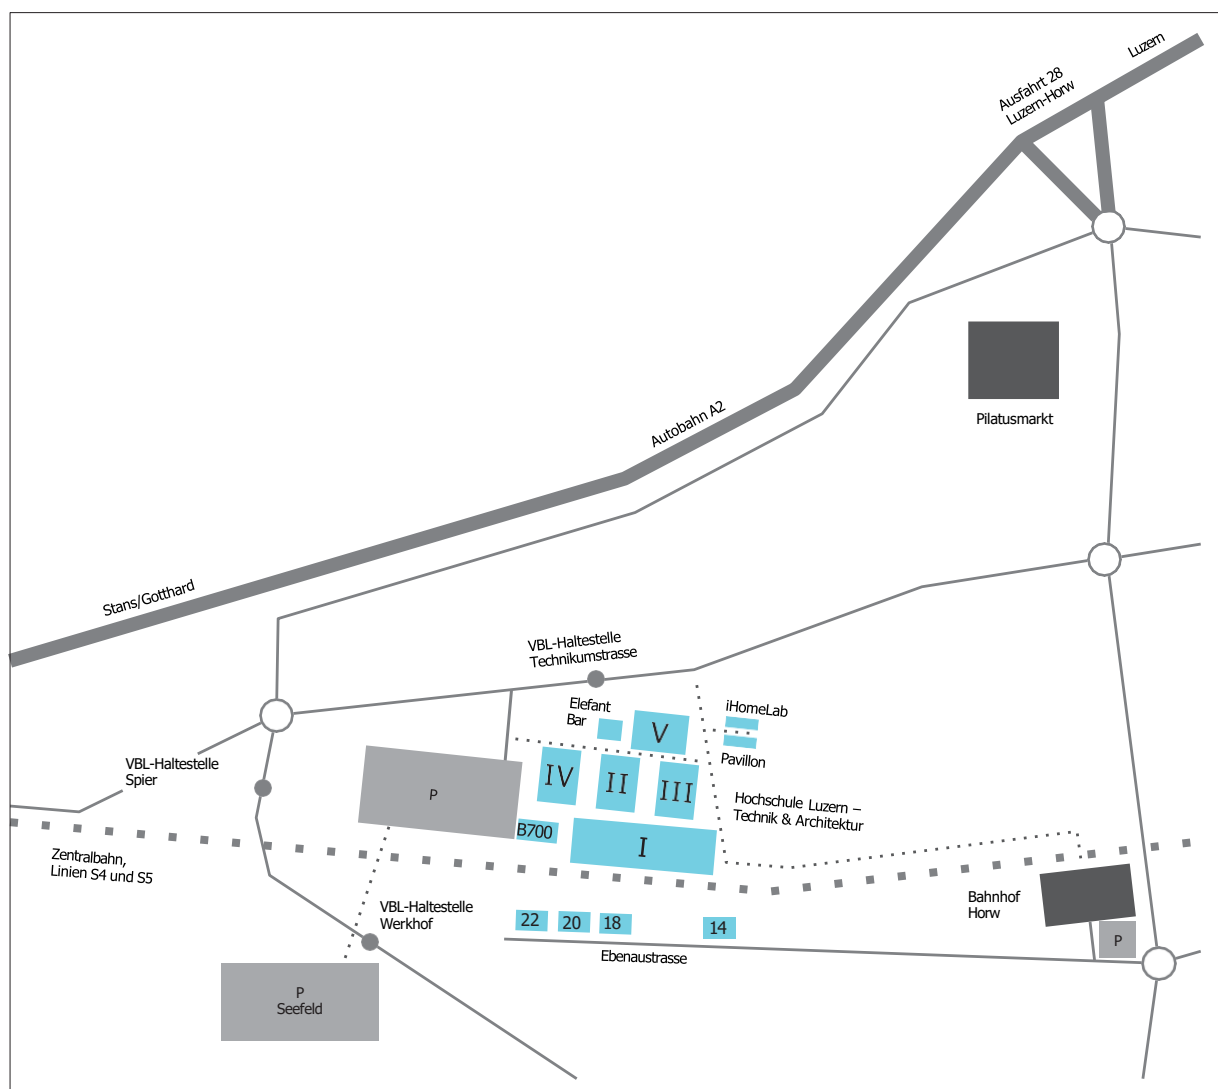 Luzern
Ausfahrt 28
Luzern-Horw
Pilatusmarkt
Autobahn A2
Stans/Gotthard
VBL-Haltestelle
Technikumstrasse
Elefant
Bar
V
iHomeLab
Pavillon
VBL-Haltestelle
Spier
P
IV
II
III
Hochschule Luzern –
Technik & Architektur
B700
I
Zentralbahn,
Linien S4 und S5
VBL-Haltestelle
Werkhof
22
20
18
14
Bahnhof
Horw
P
Ebenaustrasse
P
Seefeld